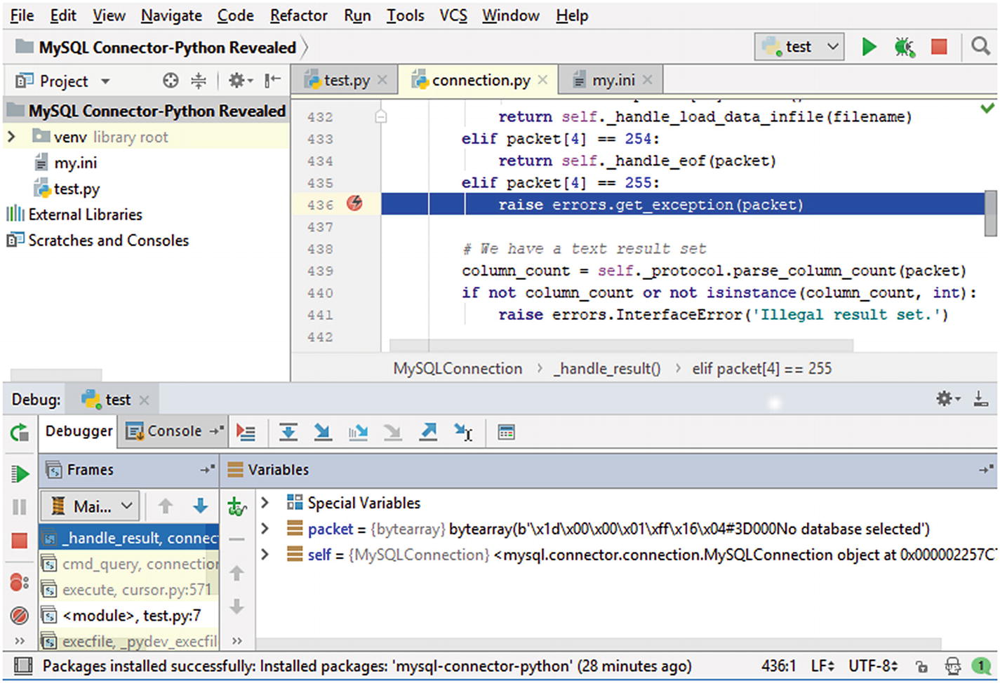 File Edit View Navigate Code Refactor Run Tools VCS Window Help
MySQL Connector-Python Revealed
test
Project
test.py connection.py my.ini
MySQL Connector-Python Revealed
venv library root
my.ini
test.py
External Libraries
Scratches and Consoles
432 return self._handle_load_data_infile(filename)
433 elif packet[4] == 254:
434 return self._handle_eof(packet)
435 elif packet[4] == 255:
436 raise errors.get_exception(packet)
437
438 # We have a text result set
439 column_count = self._protocol.parse_column_count(packet)
440 if not column_count or not isinstance(column_count, int):
441 raise errors.InterfaceError('Illegal result set.')
442
MySQLConnection _handle_result() elif packet[4] == 255
Debug: test
Debugger Console
Frames
Variables
Mai...
_handle_result, connec
cmd_query, connection
execute, cursor.py:571
<module>, test.py:7
execfile, _pydev_execfil
Special Variables
packet = {bytearray} bytearray(b'\x1d\x00\x00\x01\xff\x16\x04#3D000No database selected')
self = {MySQLConnection} <mysql.connector.connection.MySQLConnection object at 0x000002257C
Packages installed successfully: Installed packages: 'mysql-connector-python' (28 minutes ago) 436:1 LF UTF-8 1